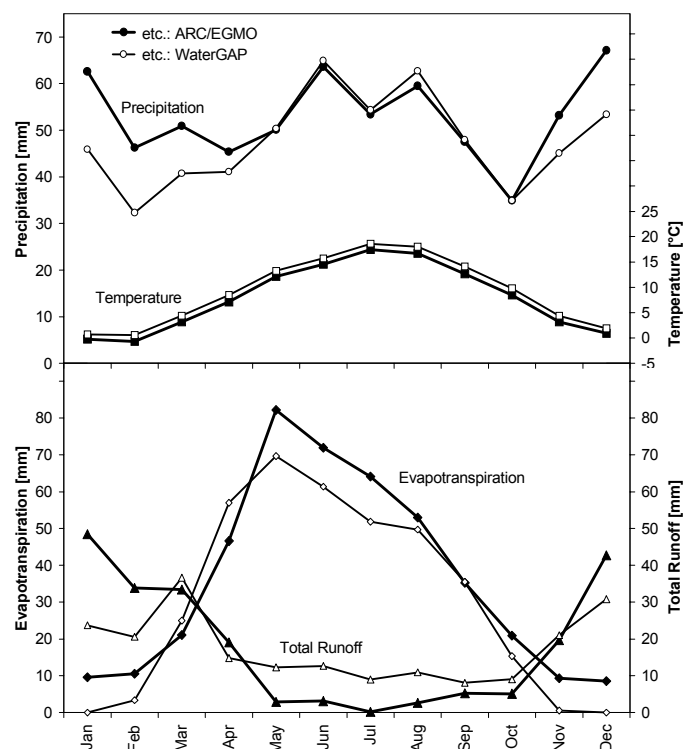 etc.: ARC/EGMO
etc.: WaterGAP
Precipitation
Temperature
Precipitation [mm]
70
60
50
40
30
20
10
0
Temperature [°C]
25
20
15
10
5
0
-5
Evapotranspiration
Total Runoff
Evapotranspiration [mm]
80
70
60
50
40
30
20
10
0
Total Runoff [mm]
80
70
60
50
40
30
20
10
0
Jan
Feb
Mar
Apr
May
Jun
Jul
Aug
Sep
Oct
Nov
Dec